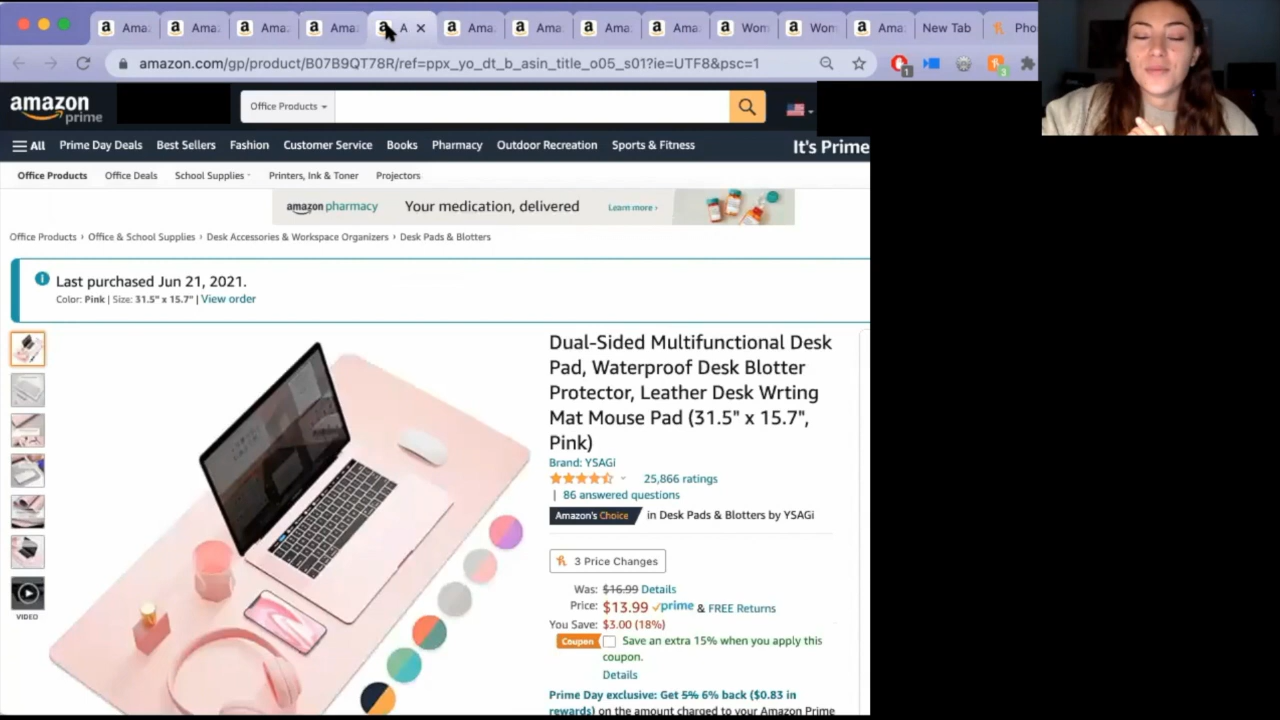 Ama
Ama
Ama
Ama
A
Ama
Ama
Ama
Ama
Wom
Wom
Ama
New Tab
Pho
amazon.com/gp/product/B07B9QT78R/ref=ppx_yo_dt_b_asin_title_o05_s01?ie=UTF8&psc=1
1
3
amazon
prime
Office Products
All
Prime Day Deals
Best Sellers
Fashion
Customer Service
Books
Pharmacy
Outdoor Recreation
Sports & Fitness
It's Prime
Office Products
Office Deals
School Supplies
Printers, Ink & Toner
Projectors
amazon pharmacy
Your medication, delivered
Learn more ›
Office Products › Office & School Supplies › Desk Accessories & Workspace Organizers › Desk Pads & Blotters
Last purchased Jun 21, 2021.
Color: Pink | Size: 31.5" x 15.7" | View order
VIDEO
Dual-Sided Multifunctional Desk
Pad, Waterproof Desk Blotter
Protector, Leather Desk Wrting
Mat Mouse Pad (31.5" x 15.7",
Pink)
Brand: YSAGi
25,866 ratings
| 86 answered questions
Amazon's Choice in Desk Pads & Blotters by YSAGi
3 Price Changes
Was: $16.99 Details
Price: $13.99 prime & FREE Returns
You Save: $3.00 (18%)
Coupon Save an extra 15% when you apply this
coupon.
Details
Prime Day exclusive: Get 5% 6% back ($0.83 in
rewards) on the amount charged to your Amazon Prime